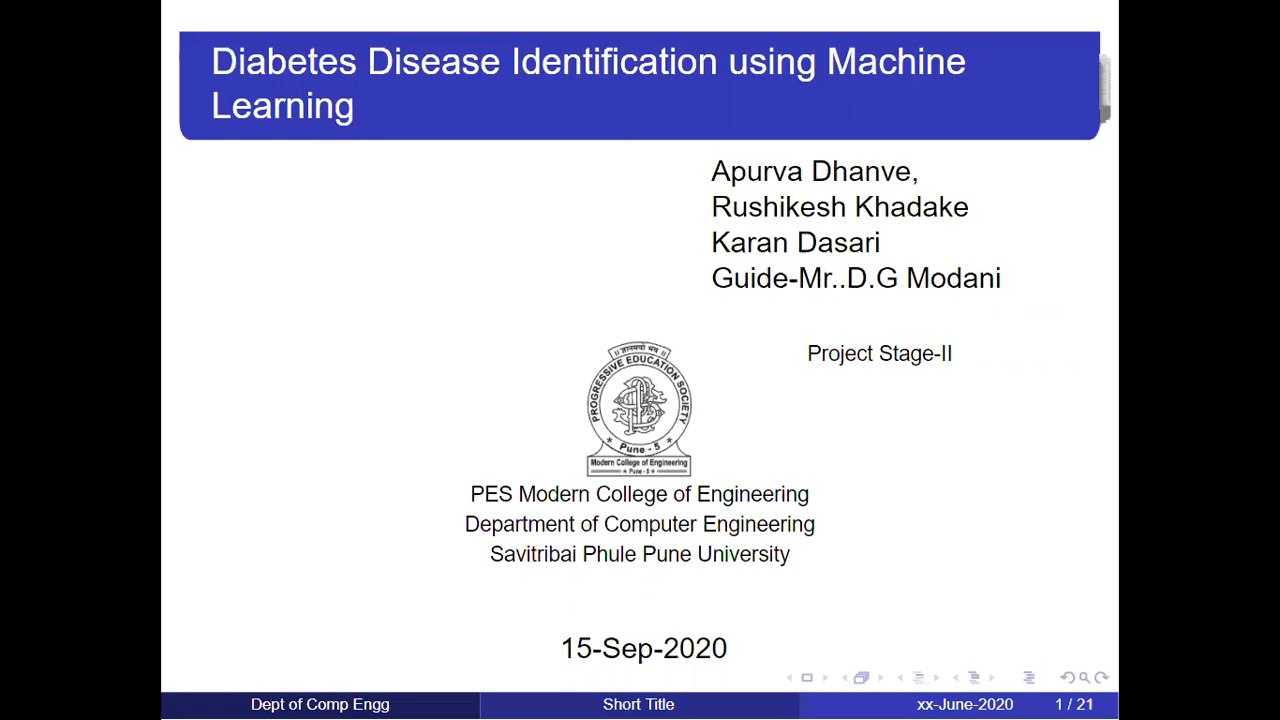 Diabetes Disease Identification using Machine
Learning
Apurva Dhanve,
Rushikesh Khadake
Karan Dasari
Guide-Mr..D.G Modani
Project Stage-II
PROGRESSIVE EDUCATION SOCIETY
Pune - 5
Modern College of Engineering
Pune - 5
PES Modern College of Engineering
Department of Computer Engineering
Savitribai Phule Pune University
15-Sep-2020
Dept of Comp Engg
Short Title
xx-June-2020
1 / 21